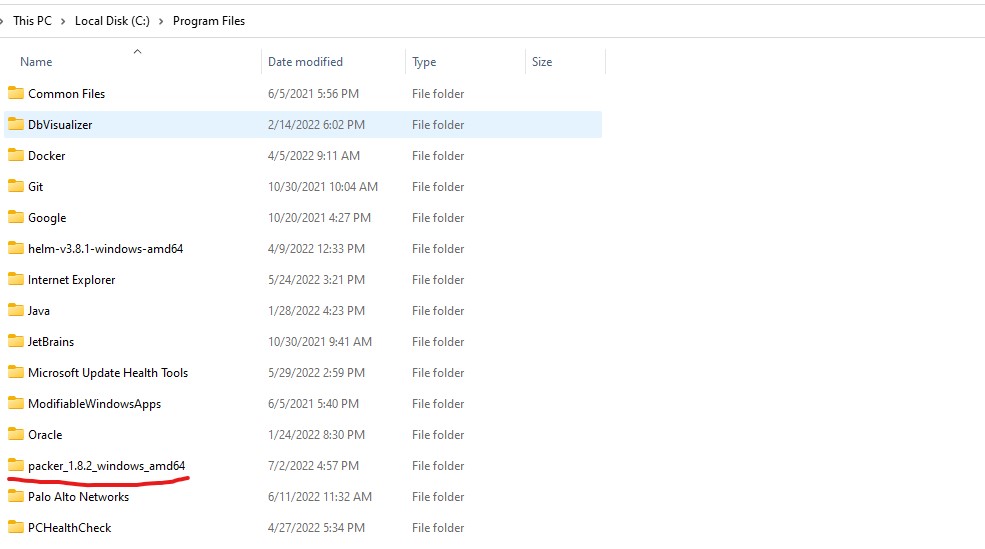 This PC > Local Disk (C:) > Program Files
Name Date modified Type Size
Common Files 6/5/2021 5:56 PM File folder
DbVisualizer 2/14/2022 6:02 PM File folder
Docker 4/5/2022 9:11 AM File folder
Git 10/30/2021 10:04 AM File folder
Google 10/20/2021 4:27 PM File folder
helm-v3.8.1-windows-amd64 4/9/2022 12:33 PM File folder
Internet Explorer 5/24/2022 3:21 PM File folder
Java 1/28/2022 4:23 PM File folder
JetBrains 10/30/2021 9:41 AM File folder
Microsoft Update Health Tools 5/29/2022 2:59 PM File folder
ModifiableWindowsApps 6/5/2021 5:40 PM File folder
Oracle 1/24/2022 8:30 PM File folder
packer_1.8.2_windows_amd64 7/2/2022 4:57 PM File folder
Palo Alto Networks 6/11/2022 11:32 AM File folder
PCHealthCheck 4/27/2022 5:34 PM File folder